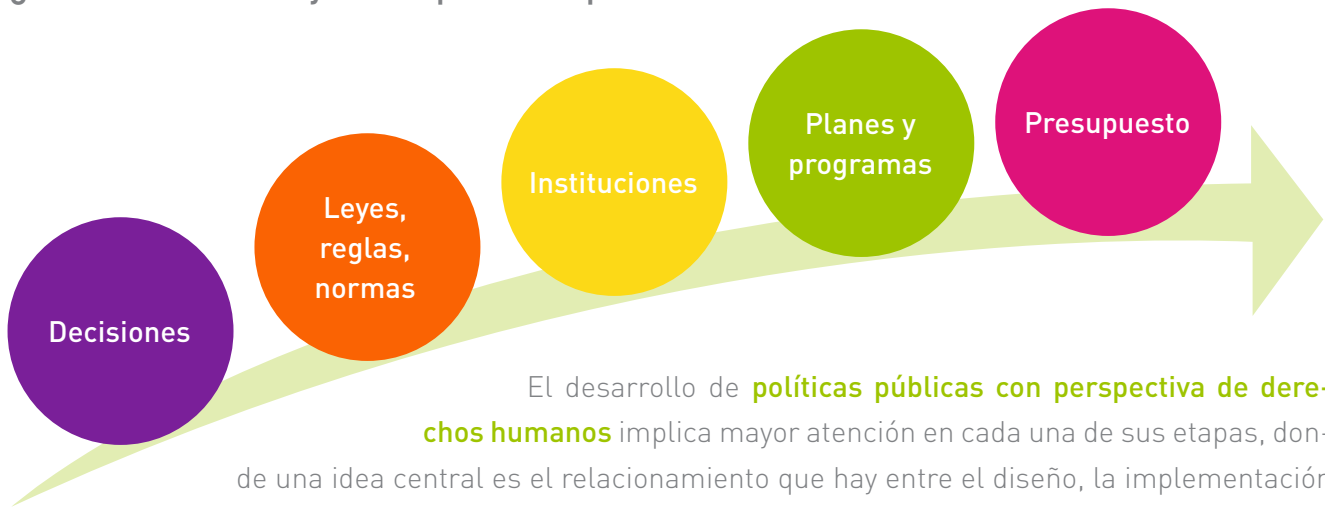 Decisiones
Leyes,
reglas,
normas
Instituciones
Planes y
programas
Presupuesto
El desarrollo de políticas públicas con perspectiva de dere-
chos humanos implica mayor atención en cada una de sus etapas, don-
de una idea central es el relacionamiento que hay entre el diseño, la implementación